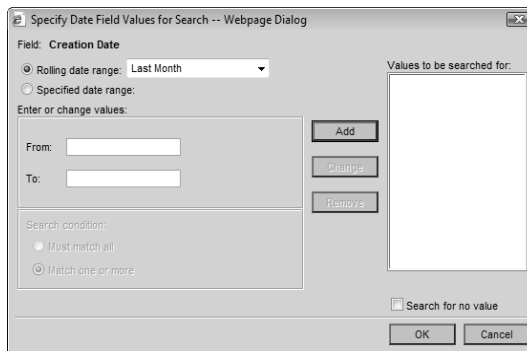 Specify Date Field Values for Search -- Webpage Dialog
Field: Creation Date
Rolling date range: Last Month
Values to be searched for:
Specified date range:
Enter or change values:
Add
From:
Change
To:
Remove
Search condition:
Must match all
Match one or more
Search for no value
OK Cancel